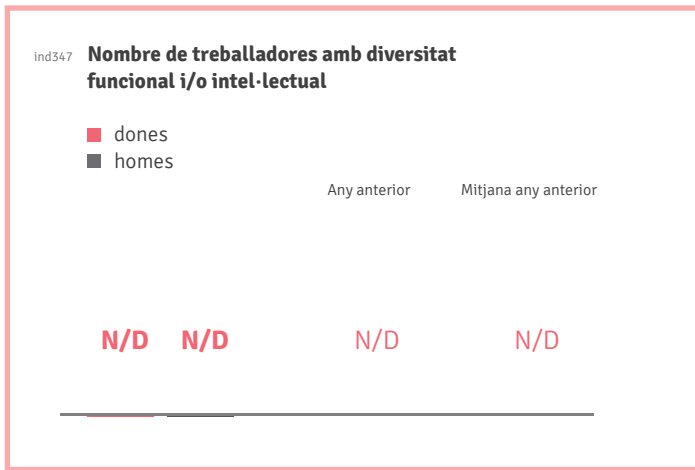 ind347 Nombre de treballadores amb diversitat
funcional i/o intel·lectual
dones
homes
Any anterior Mitjana any anterior
N/D N/D N/D N/D